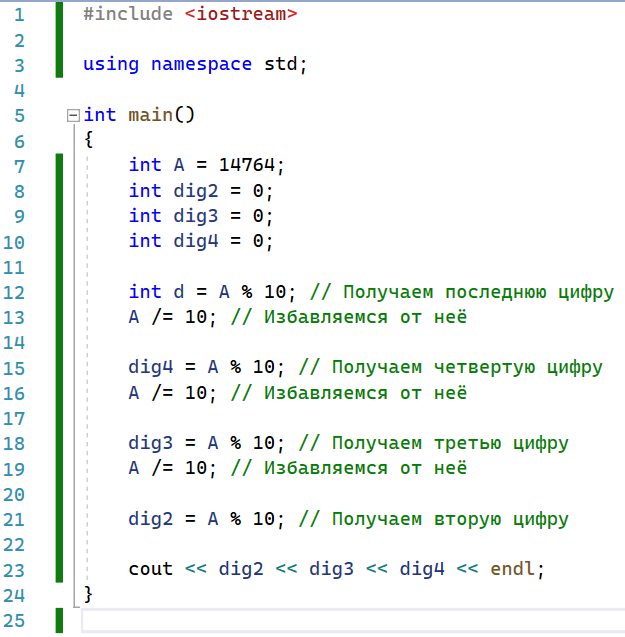 1 #include <iostream>
2
3 using namespace std;
4
5 int main()
6 {
7 int A = 14764;
8 int dig2 = 0;
9 int dig3 = 0;
10 int dig4 = 0;
11
12 int d = A % 10; // Получаем последнюю цифру
13 A /= 10; // Избавляемся от неё
14
15 dig4 = A % 10; // Получаем четвертую цифру
16 A /= 10; // Избавляемся от неё
17
18 dig3 = A % 10; // Получаем третью цифру
19 A /= 10; // Избавляемся от неё
20
21 dig2 = A % 10; // Получаем вторую цифру
22
23 cout << dig2 << dig3 << dig4 << endl;
24 }
25